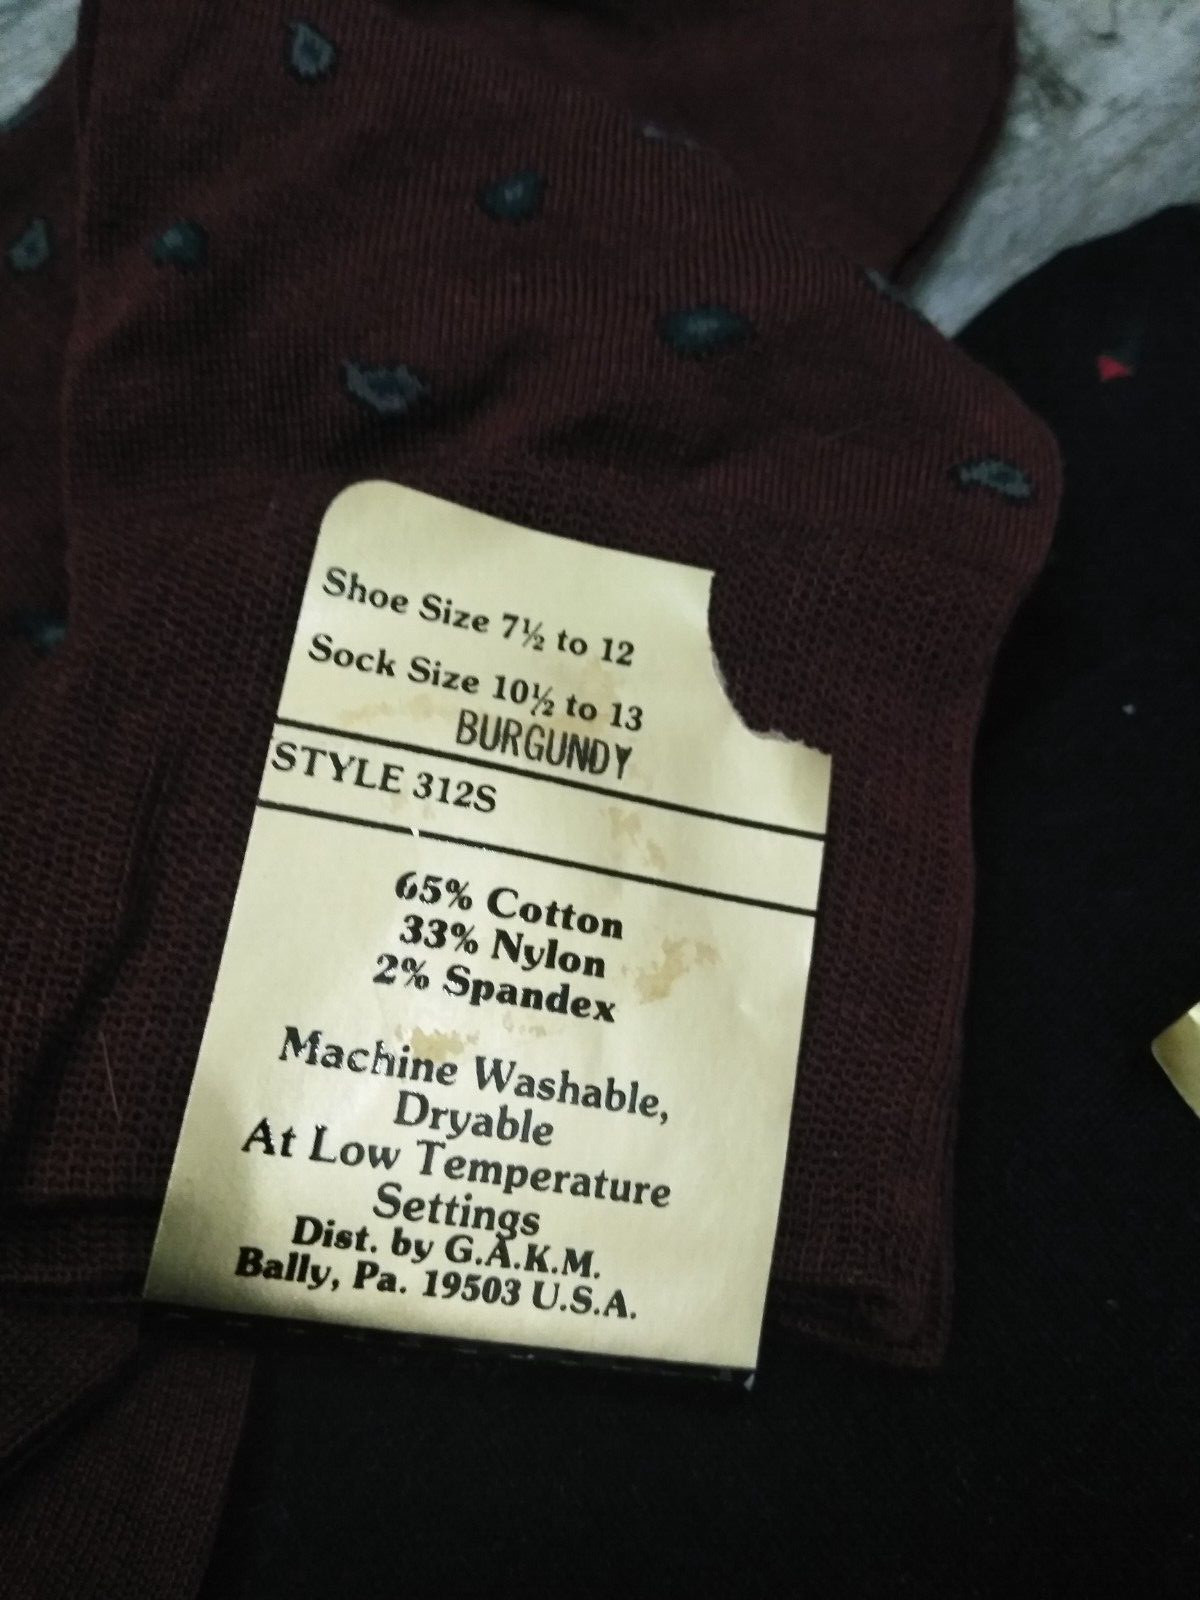 Shoe Size 7½ to 12
Sock Size 10½ to 13
BURGUNDY
STYLE 312S
65% Cotton
33% Nylon
2% Spandex
Machine Washable,
Dryable
At Low Temperature
Settings
Dist. by G.A.K.M.
Bally, Pa. 19503 U.S.A.